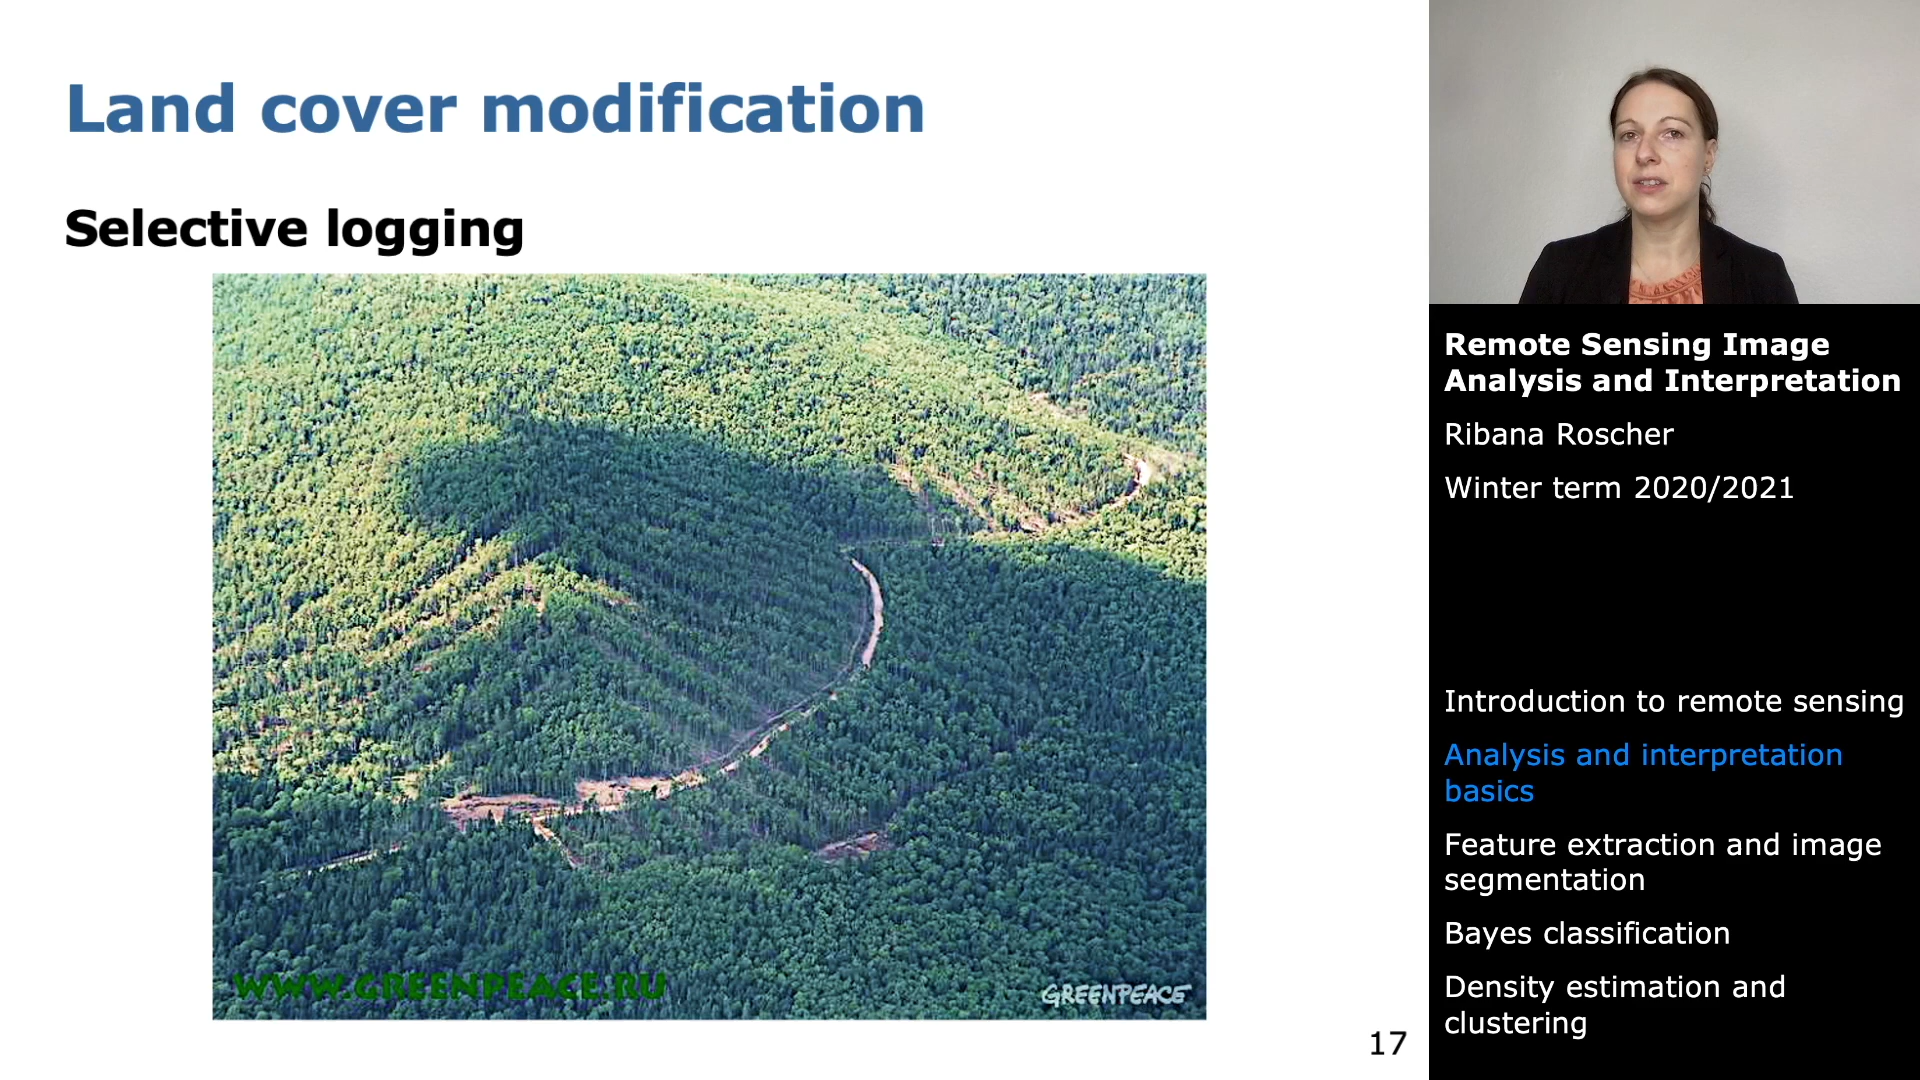 Land cover modification
Selective logging
WWW.GREENPEACE.RU
GREENPEACE
17
Remote Sensing Image
Analysis and Interpretation
Ribana Roscher
Winter term 2020/2021
Introduction to remote sensing
Analysis and interpretation
basics
Feature extraction and image
segmentation
Bayes classification
Density estimation and
clustering